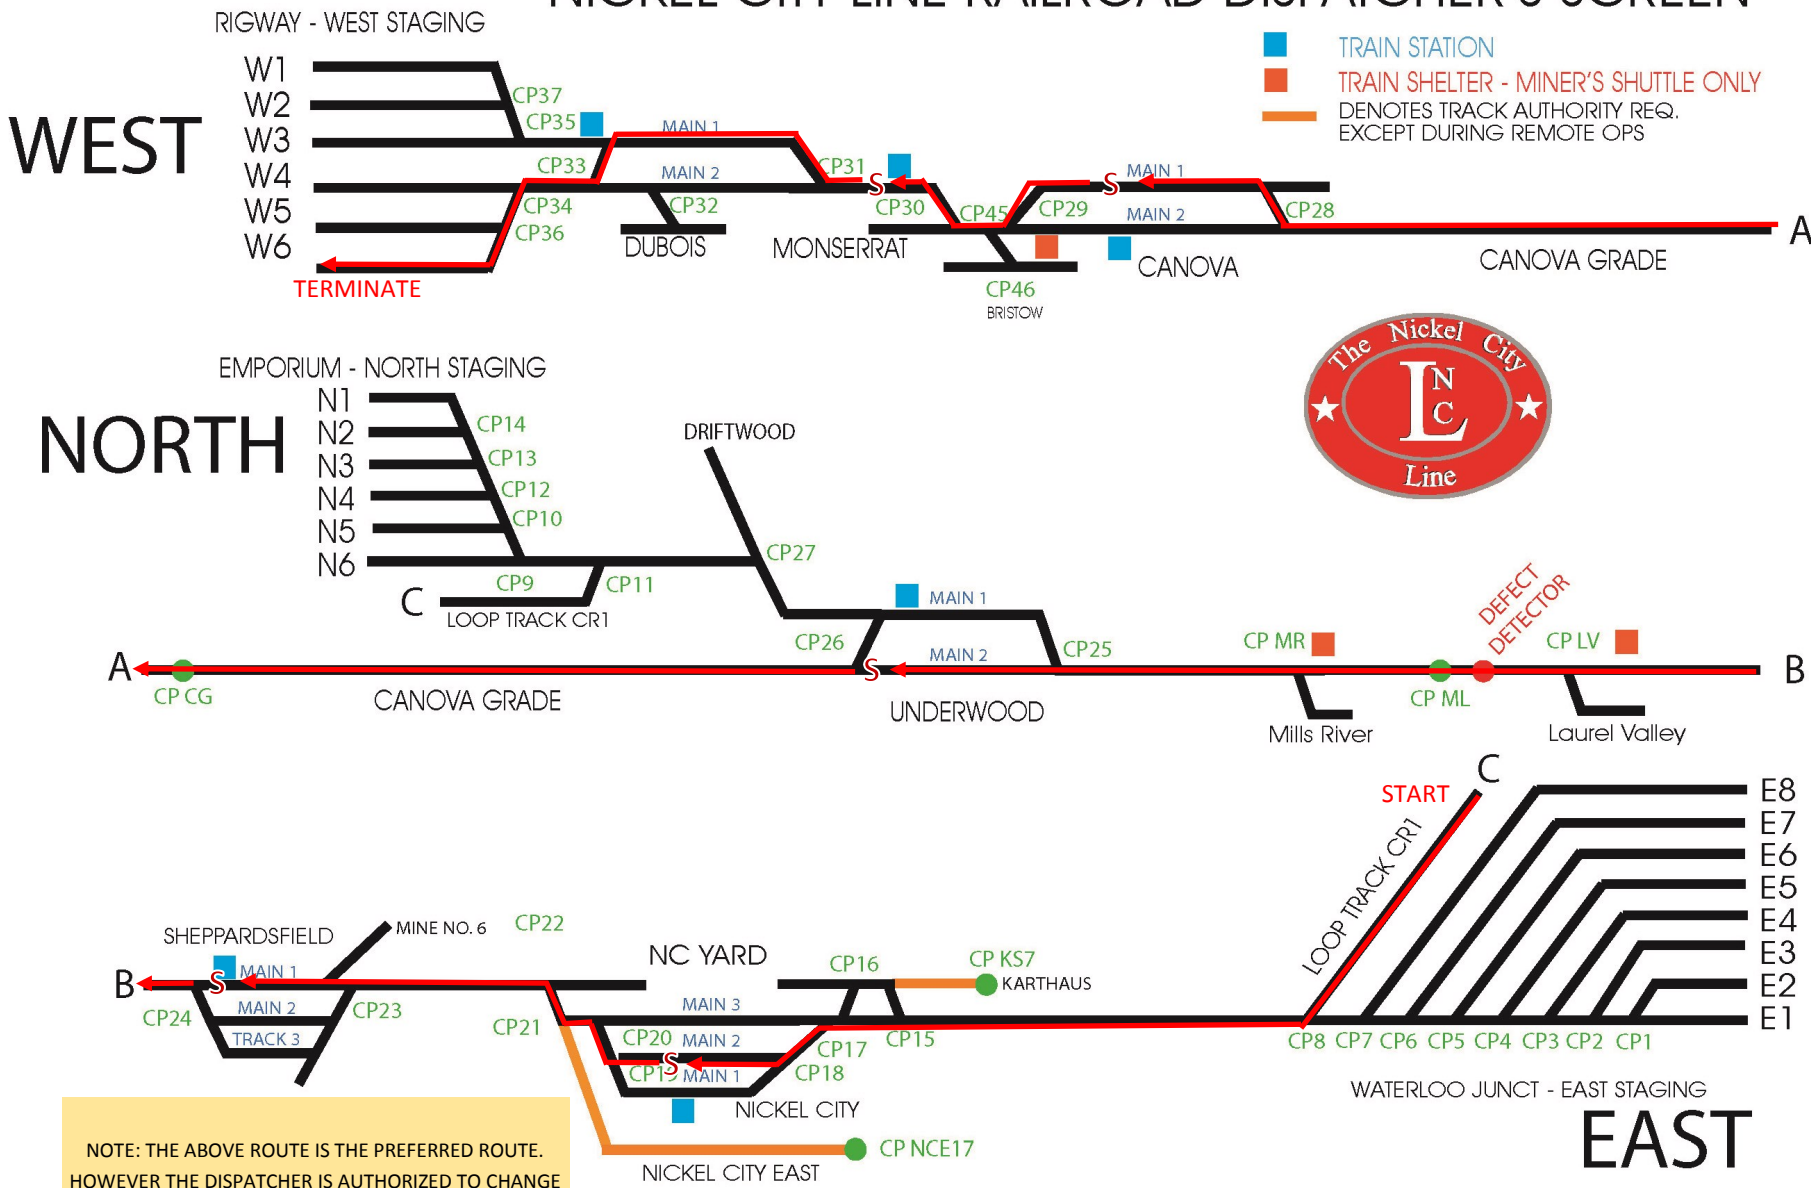 NICKEL CITY LINE RAILROAD DISPATCHER'S SCREEN
RIGWAY - WEST STAGING
TRAIN STATION
TRAIN SHELTER - MINER'S SHUTTLE ONLY
DENOTES TRACK AUTHORITY REQ.
EXCEPT DURING REMOTE OPS
WEST
W1
W2
W3
W4
W5
W6
CP37
CP35
CP33
CP34
CP36
MAIN 1
MAIN 2
CP32
DUBOIS
CP31
S
CP30
MONSERRAT
CP45
CP29
S
MAIN 1
MAIN 2
CP28
CANOVA
CANOVA GRADE
A
CP46
BRISTOW
TERMINATE
The Nickel City
L N C
Line
EMPORIUM - NORTH STAGING
NORTH
N1
N2
N3
N4
N5
N6
CP14
CP13
CP12
CP10
CP9
CP11
C
LOOP TRACK CR1
DRIFTWOOD
CP27
MAIN 1
CP26
S
MAIN 2
CP25
UNDERWOOD
A
CP CG
CANOVA GRADE
CP MR
Mills River
CP ML
DEFECT
DETECTOR
CP LV
Laurel Valley
B
C
START
LOOP TRACK CR1
E8
E7
E6
E5
E4
E3
E2
E1
CP8 CP7 CP6 CP5 CP4 CP3 CP2 CP1
WATERLOO JUNCT - EAST STAGING
EAST
SHEPPARDSFIELD
MINE NO. 6
B
S
MAIN 1
MAIN 2
TRACK 3
CP24
CP23
CP22
CP21
NC YARD
CP16
CP KS7
KARTHAUS
MAIN 3
CP20
MAIN 2
CP19
S
MAIN 1
CP17
CP15
CP18
NICKEL CITY
CP NCE17
NICKEL CITY EAST
NOTE: THE ABOVE ROUTE IS THE PREFERRED ROUTE.
HOWEVER THE DISPATCHER IS AUTHORIZED TO CHANGE